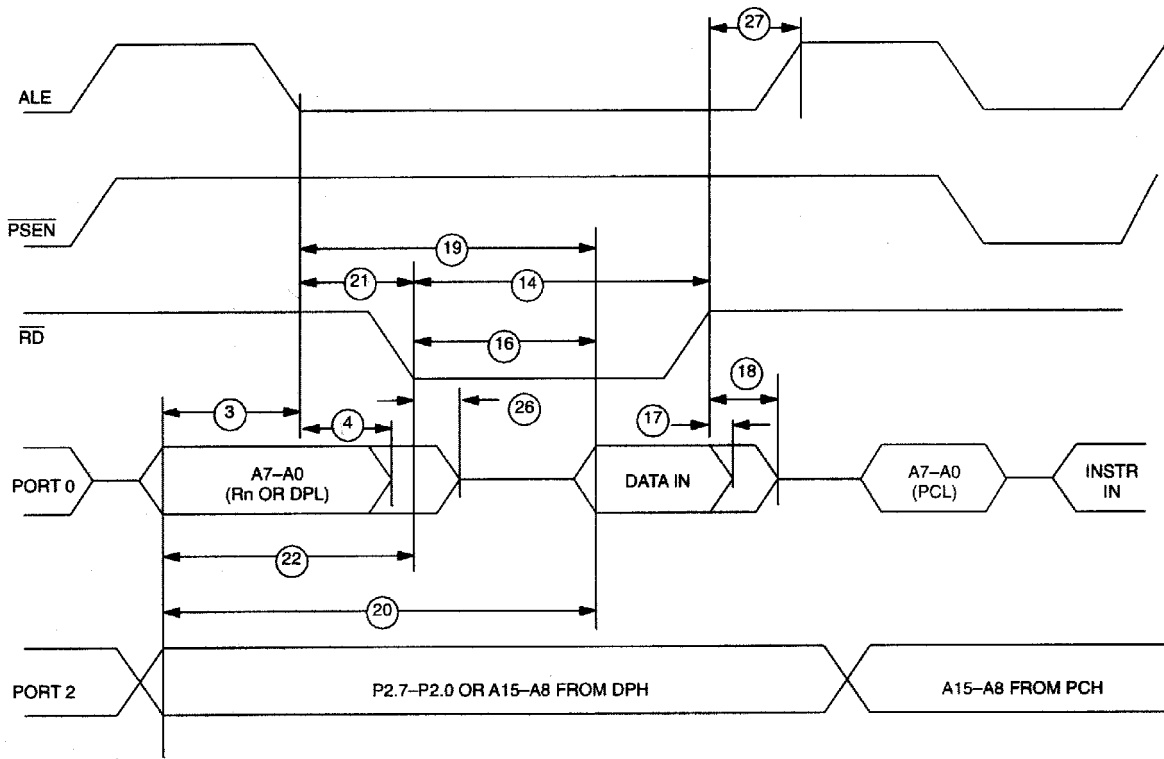 27
ALE
PSEN
19
21
14
RD
16
18
3
4
26
17
PORT 0
A7–A0
(Rn OR DPL)
DATA IN
A7–A0
(PCL)
INSTR
IN
22
20
PORT 2
P2.7–P2.0 OR A15–A8 FROM DPH
A15–A8 FROM PCH